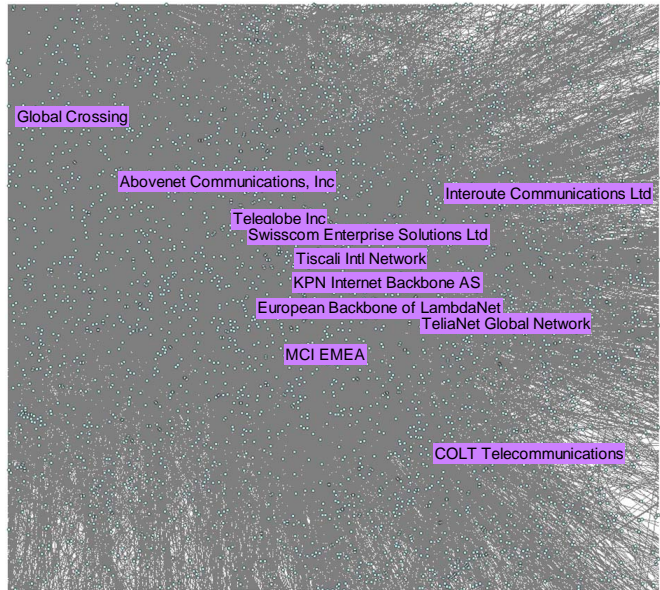 Global Crossing
Abovenet Communications, Inc
Interoute Communications Ltd
Teleglobe Inc
Swisscom Enterprise Solutions Ltd
Tiscali Intl Network
KPN Internet Backbone AS
European Backbone of LambdaNet
TeliaNet Global Network
MCI EMEA
COLT Telecommunications